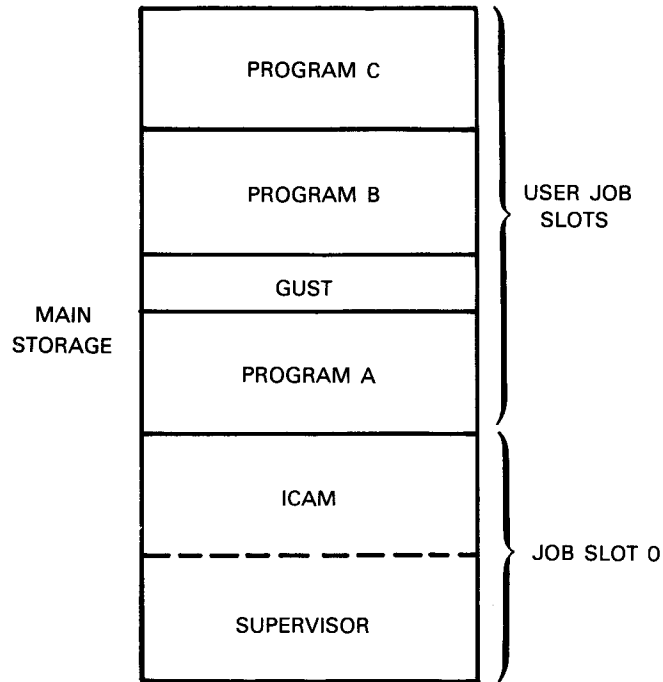 PROGRAM C
PROGRAM B
USER JOB
SLOTS
GUST
MAIN
STORAGE
PROGRAM A
ICAM
JOB SLOT 0
SUPERVISOR